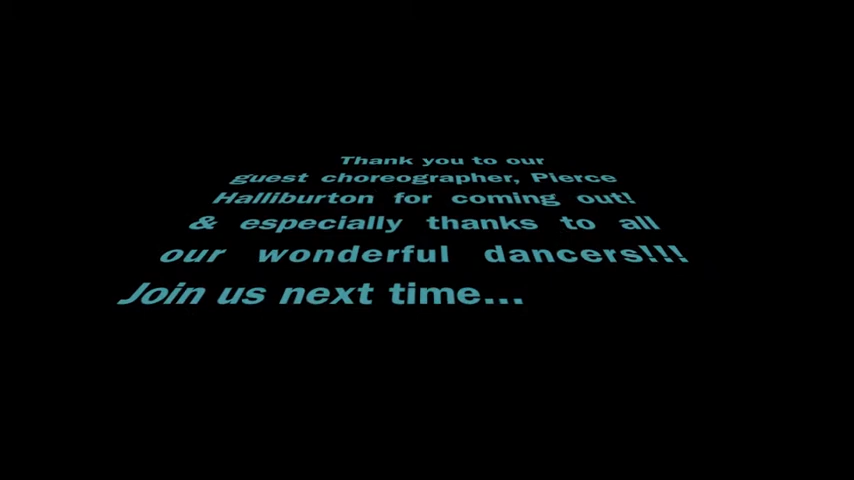 Thank you to our
guest choreographer, Pierce
Halliburton for coming out!
& especially thanks to all
our wonderful dancers!!!
Join us next time...